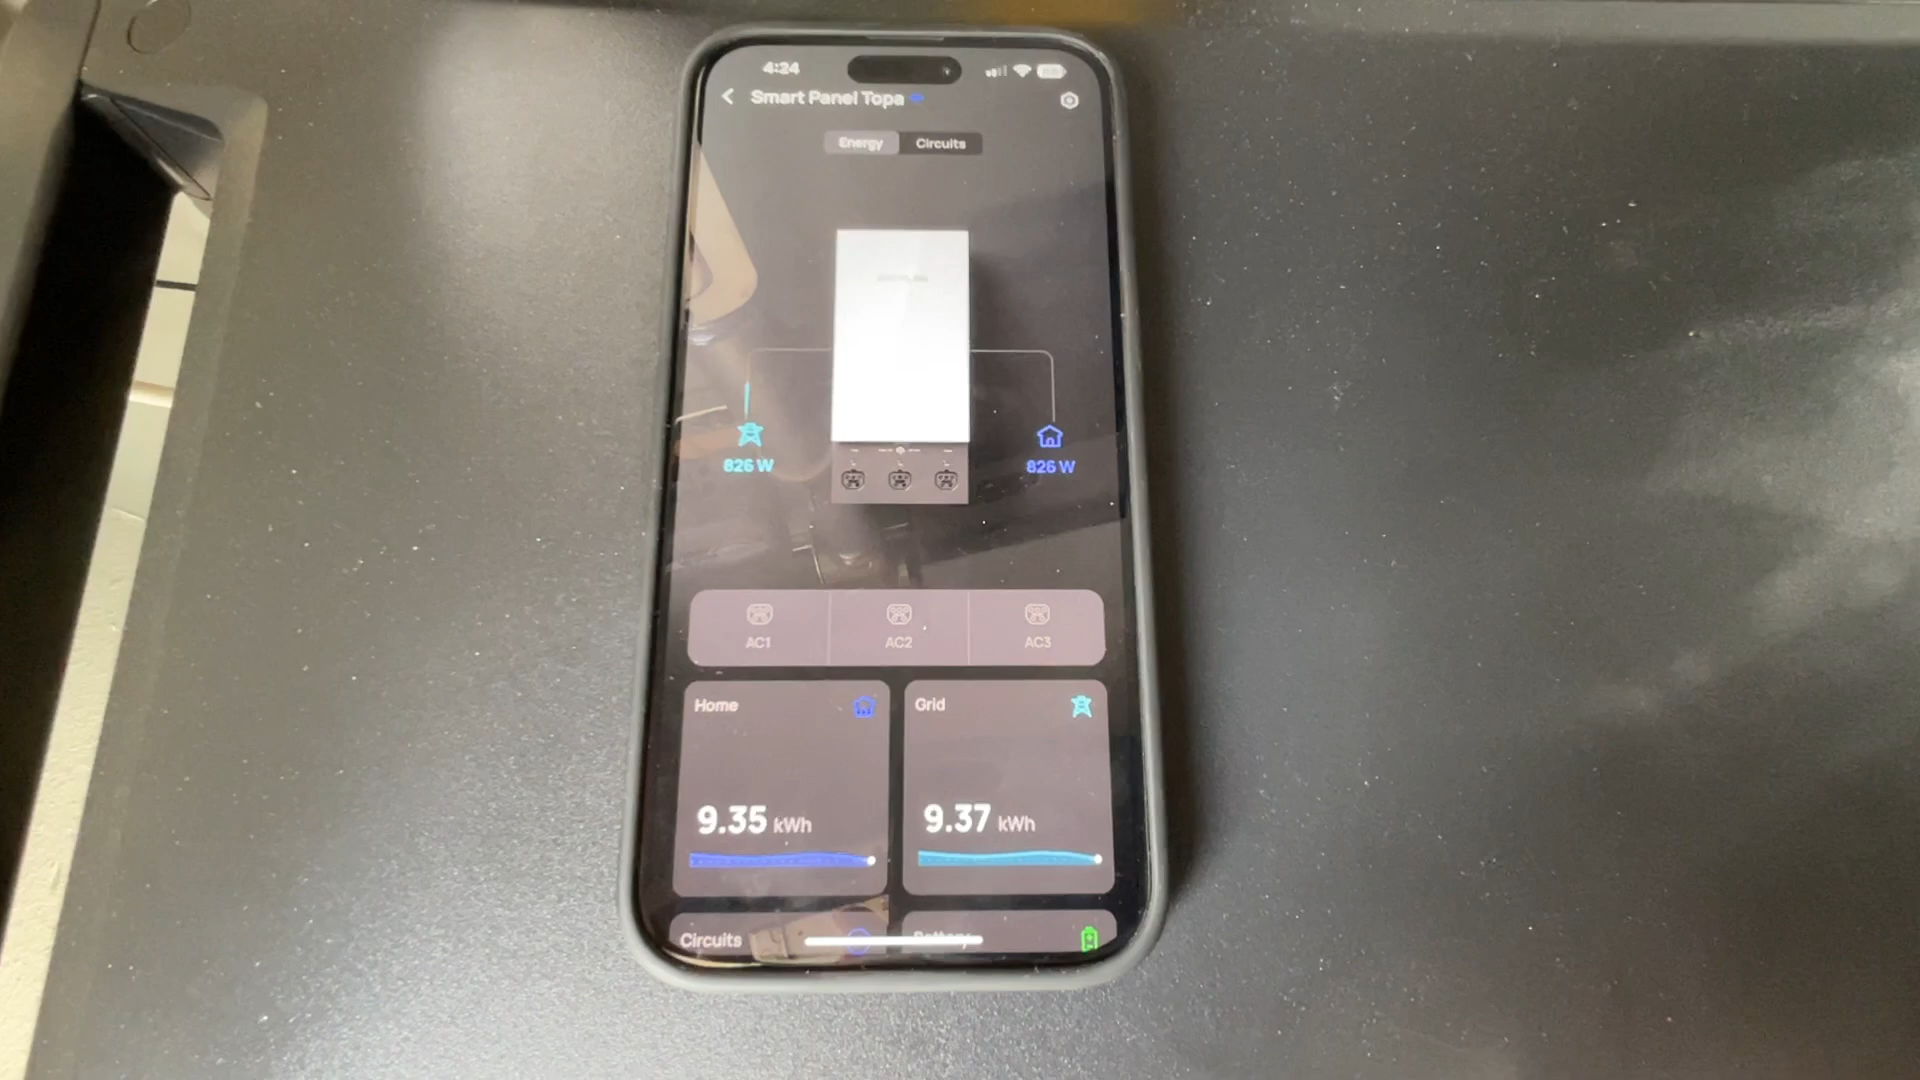 4:24
Smart Panel Topa
Energy Circuits
826 W
826 W
AC1 AC2 AC3
Home Grid
9.35 kWh 9.37 kWh
Circuits Battery